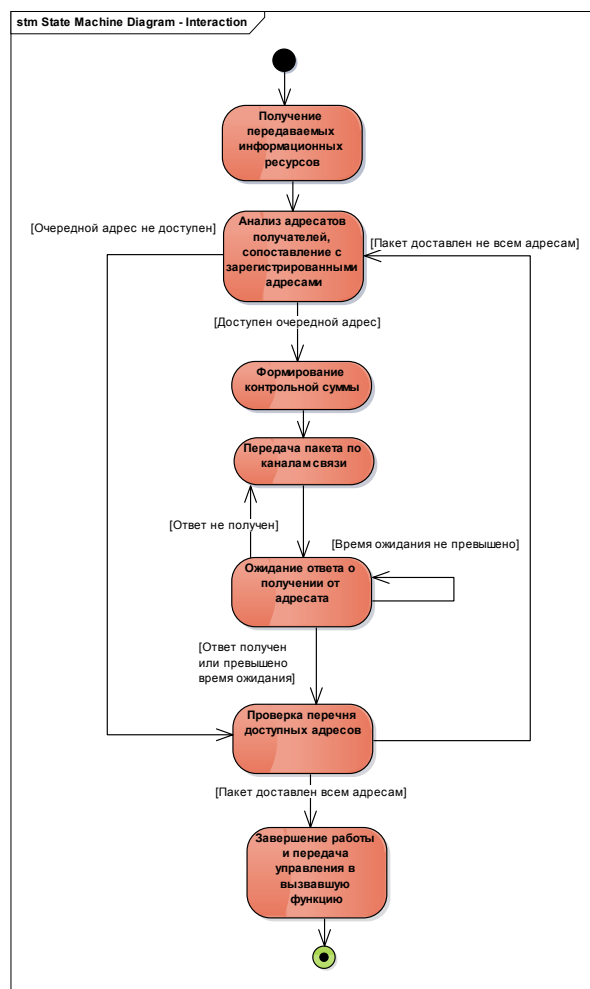 stm State Machine Diagram - Interaction
Получение
передаваемых
информационных
ресурсов
[Очередной адрес не доступен]
Анализ адресатов
получателей,
сопоставление с
зарегистрированными
адресами
[Пакет доставлен не всем адресам]
[Доступен очередной адрес]
Формирование
контрольной суммы
Передача пакета по
каналам связи
[Ответ не получен]
[Время ожидания не превышено]
Ожидание ответа о
получении от
адресата
[Ответ получен
или превышено
время ожидания]
Проверка перечня
доступных адресов
[Пакет доставлен всем адресам]
Завершение работы
и передача
управления в
вызвавшую
функцию